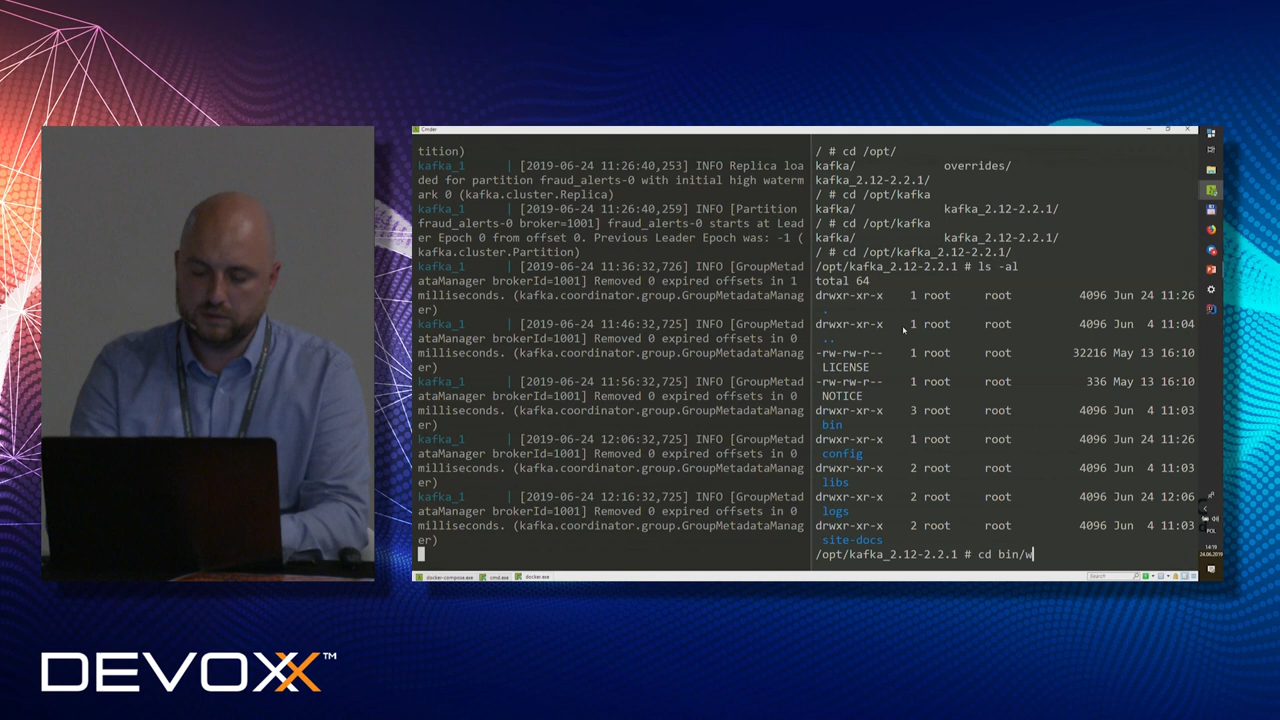 Cmder
tition)
kafka_1 | [2019-06-24 11:26:40,253] INFO Replica loa
ded for partition fraud_alerts-0 with initial high waterm
ark 0 (kafka.cluster.Replica)
kafka_1 | [2019-06-24 11:26:40,259] INFO [Partition
fraud_alerts-0 broker=1001] fraud_alerts-0 starts at Lead
er Epoch 0 from offset 0. Previous Leader Epoch was: -1 (
kafka.cluster.Partition)
kafka_1 | [2019-06-24 11:36:32,726] INFO [GroupMetad
ataManager brokerId=1001] Removed 0 expired offsets in 1
milliseconds. (kafka.coordinator.group.GroupMetadataManag
er)
kafka_1 | [2019-06-24 11:46:32,725] INFO [GroupMetad
ataManager brokerId=1001] Removed 0 expired offsets in 0
milliseconds. (kafka.coordinator.group.GroupMetadataManag
er)
kafka_1 | [2019-06-24 11:56:32,725] INFO [GroupMetad
ataManager brokerId=1001] Removed 0 expired offsets in 0
milliseconds. (kafka.coordinator.group.GroupMetadataManag
er)
kafka_1 | [2019-06-24 12:06:32,725] INFO [GroupMetad
ataManager brokerId=1001] Removed 0 expired offsets in 0
milliseconds. (kafka.coordinator.group.GroupMetadataManag
er)
kafka_1 | [2019-06-24 12:16:32,725] INFO [GroupMetad
ataManager brokerId=1001] Removed 0 expired offsets in 0
milliseconds. (kafka.coordinator.group.GroupMetadataManag
er)
/ # cd /opt/
kafka/ overrides/
kafka_2.12-2.2.1/
/ # cd /opt/kafka
kafka/ kafka_2.12-2.2.1/
/ # cd /opt/kafka
kafka/ kafka_2.12-2.2.1/
/ # cd /opt/kafka_2.12-2.2.1/
/opt/kafka_2.12-2.2.1 # ls -al
total 64
drwxr-xr-x 1 root root 4096 Jun 24 11:26
.
drwxr-xr-x 1 root root 4096 Jun 4 11:04
..
-rw-rw-r-- 1 root root 32216 May 13 16:10
LICENSE
-rw-rw-r-- 1 root root 336 May 13 16:10
NOTICE
drwxr-xr-x 3 root root 4096 Jun 4 11:03
bin
drwxr-xr-x 1 root root 4096 Jun 24 11:26
config
drwxr-xr-x 2 root root 4096 Jun 4 11:03
libs
drwxr-xr-x 2 root root 4096 Jun 24 12:06
logs
drwxr-xr-x 2 root root 4096 Jun 4 11:03
site-docs
/opt/kafka_2.12-2.2.1 # cd bin/w
docker-compose.exe cmd.exe docker.exe
Search
POL
14:19
24.06.2019
DEVOXX™